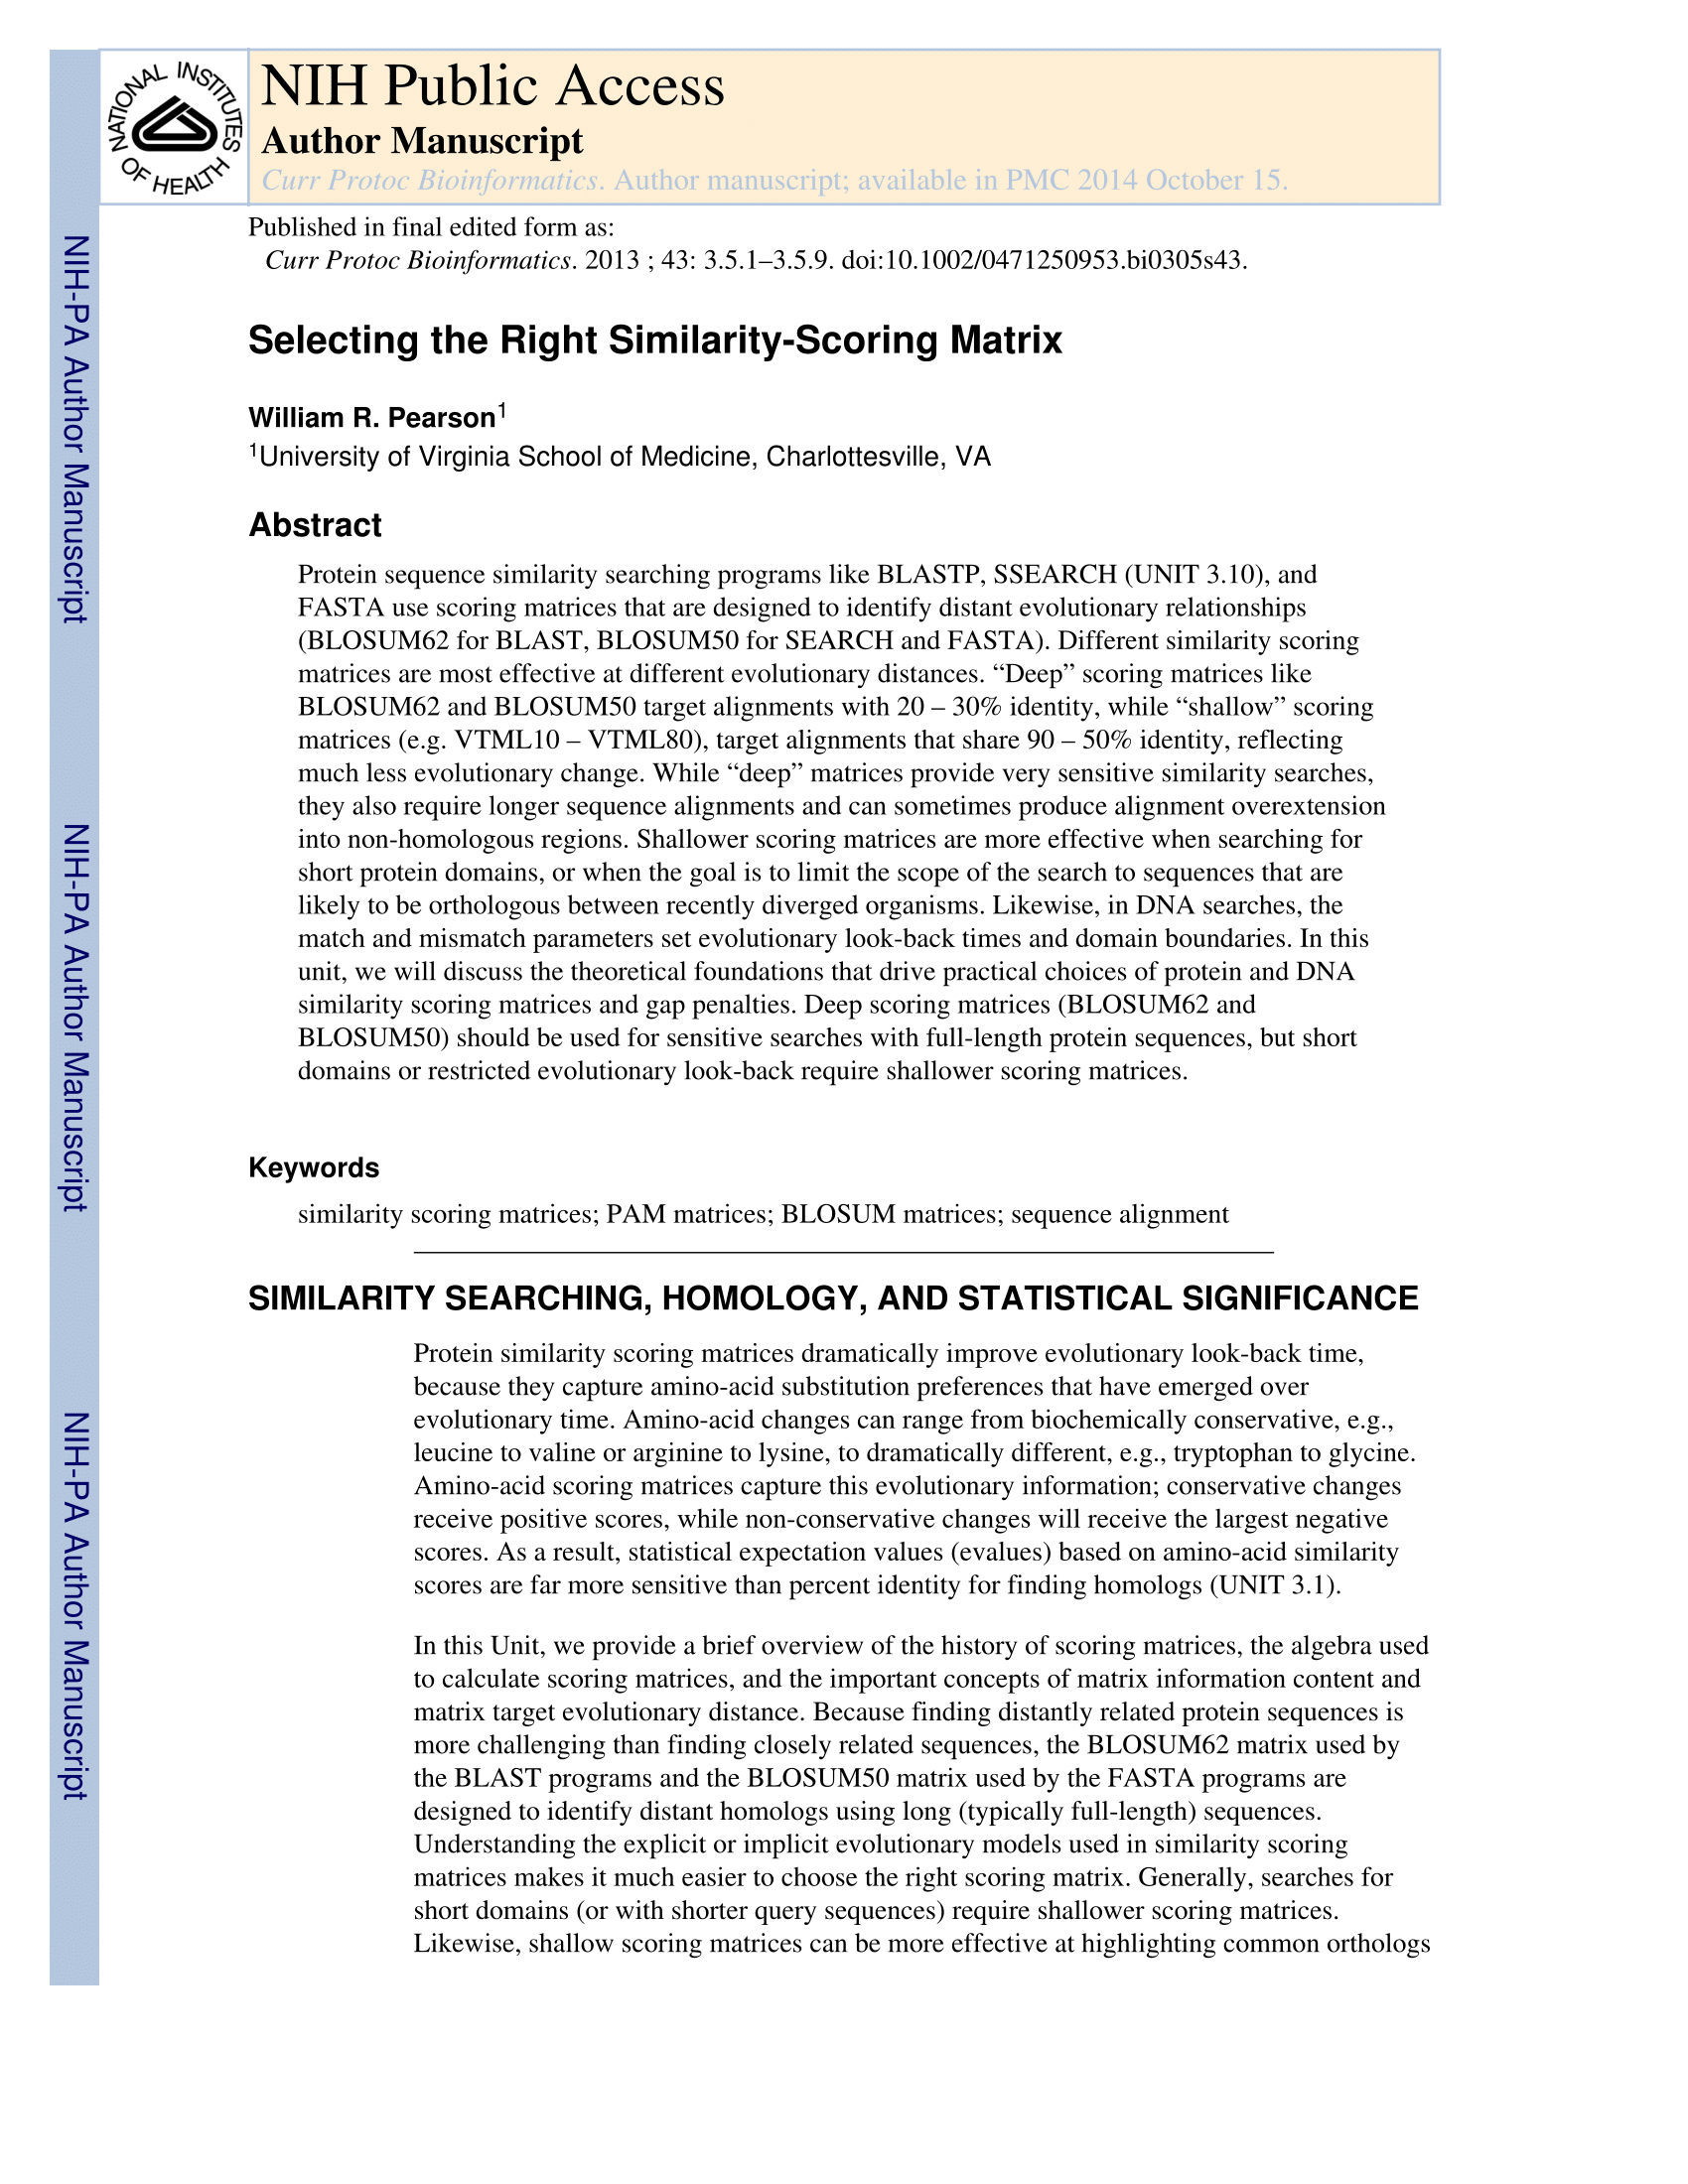 NATIONAL INSTITUTES OF HEALTH
NIH Public Access
Author Manuscript
Curr Protoc Bioinformatics. Author manuscript; available in PMC 2014 October 15.
Published in final edited form as:
Curr Protoc Bioinformatics. 2013 ; 43: 3.5.1–3.5.9. doi:10.1002/0471250953.bi0305s43.
Selecting the Right Similarity-Scoring Matrix
William R. Pearson1
1University of Virginia School of Medicine, Charlottesville, VA
Abstract
Protein sequence similarity searching programs like BLASTP, SSEARCH (UNIT 3.10), and
FASTA use scoring matrices that are designed to identify distant evolutionary relationships
(BLOSUM62 for BLAST, BLOSUM50 for SEARCH and FASTA). Different similarity scoring
matrices are most effective at different evolutionary distances. “Deep” scoring matrices like
BLOSUM62 and BLOSUM50 target alignments with 20 – 30% identity, while “shallow” scoring
matrices (e.g. VTML10 – VTML80), target alignments that share 90 – 50% identity, reflecting
much less evolutionary change. While “deep” matrices provide very sensitive similarity searches,
they also require longer sequence alignments and can sometimes produce alignment overextension
into non-homologous regions. Shallower scoring matrices are more effective when searching for
short protein domains, or when the goal is to limit the scope of the search to sequences that are
likely to be orthologous between recently diverged organisms. Likewise, in DNA searches, the
match and mismatch parameters set evolutionary look-back times and domain boundaries. In this
unit, we will discuss the theoretical foundations that drive practical choices of protein and DNA
similarity scoring matrices and gap penalties. Deep scoring matrices (BLOSUM62 and
BLOSUM50) should be used for sensitive searches with full-length protein sequences, but short
domains or restricted evolutionary look-back require shallower scoring matrices.
Keywords
similarity scoring matrices; PAM matrices; BLOSUM matrices; sequence alignment
SIMILARITY SEARCHING, HOMOLOGY, AND STATISTICAL SIGNIFICANCE
Protein similarity scoring matrices dramatically improve evolutionary look-back time,
because they capture amino-acid substitution preferences that have emerged over
evolutionary time. Amino-acid changes can range from biochemically conservative, e.g.,
leucine to valine or arginine to lysine, to dramatically different, e.g., tryptophan to glycine.
Amino-acid scoring matrices capture this evolutionary information; conservative changes
receive positive scores, while non-conservative changes will receive the largest negative
scores. As a result, statistical expectation values (evalues) based on amino-acid similarity
scores are far more sensitive than percent identity for finding homologs (UNIT 3.1).
In this Unit, we provide a brief overview of the history of scoring matrices, the algebra used
to calculate scoring matrices, and the important concepts of matrix information content and
matrix target evolutionary distance. Because finding distantly related protein sequences is
more challenging than finding closely related sequences, the BLOSUM62 matrix used by
the BLAST programs and the BLOSUM50 matrix used by the FASTA programs are
designed to identify distant homologs using long (typically full-length) sequences.
Understanding the explicit or implicit evolutionary models used in similarity scoring
matrices makes it much easier to choose the right scoring matrix. Generally, searches for
short domains (or with shorter query sequences) require shallower scoring matrices.
Likewise, shallow scoring matrices can be more effective at highlighting common orthologs
NIH-PA Author Manuscript
NIH-PA Author Manuscript
NIH-PA Author Manuscript